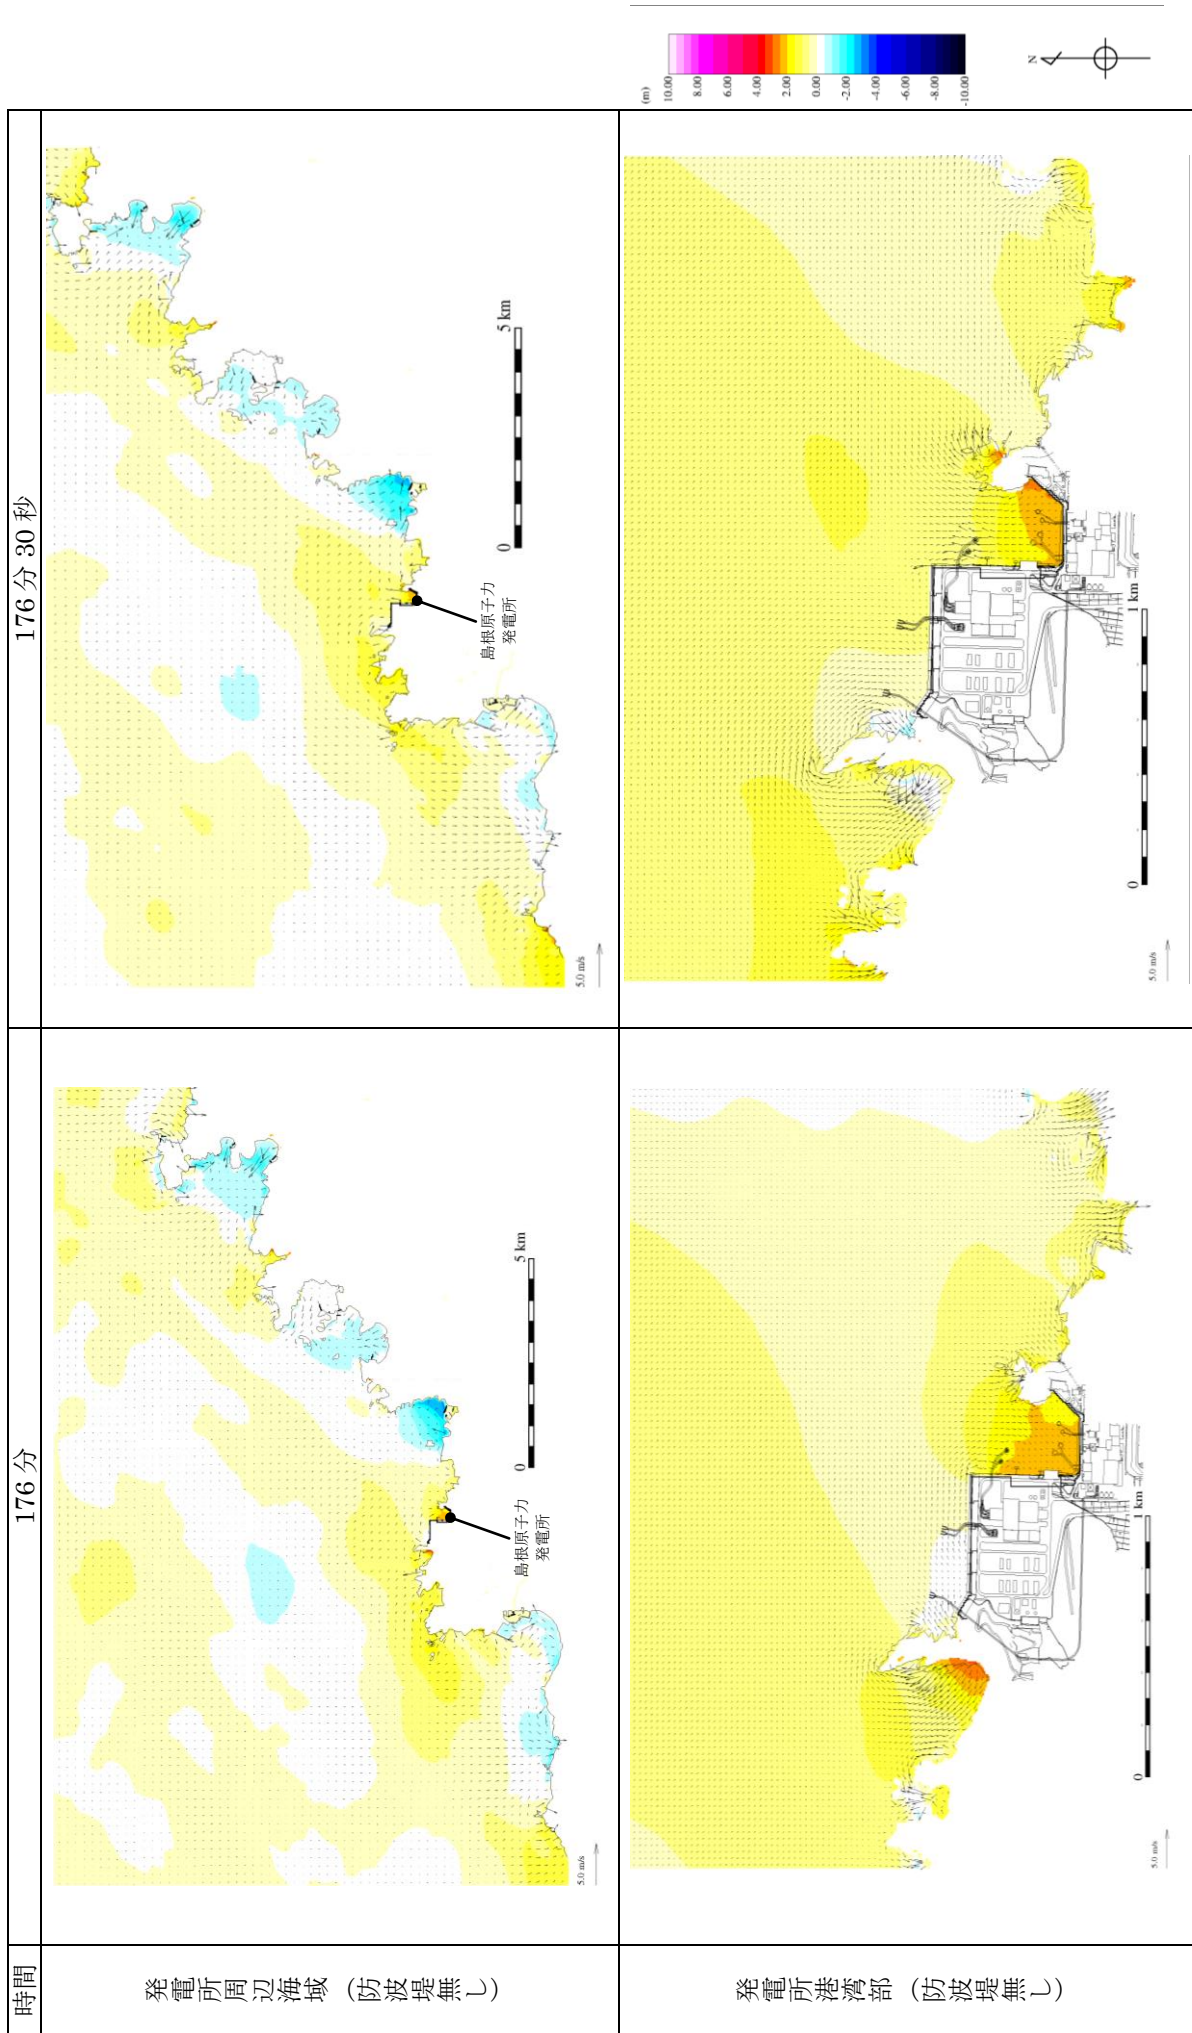 時間
176分
176分30秒
発電所周辺海域（防波堤無し）
島根原子力
発電所
0
5 km
5.0 m/s
島根原子力
発電所
0
5 km
5.0 m/s
発電所港湾部（防波堤無し）
0
1 km
5.0 m/s
0
1 km
5.0 m/s
(m)
10.00
8.00
6.00
4.00
2.00
0.00
-2.00
-4.00
-6.00
-8.00
-10.00
N